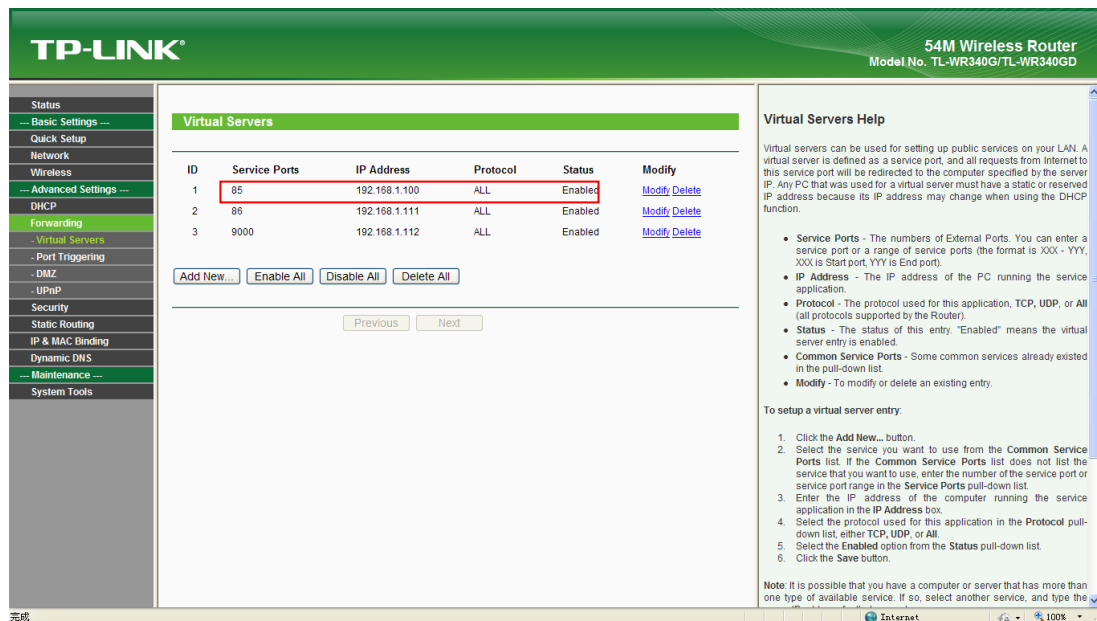 TP-LINK®
54M Wireless Router
Model No. TL-WR340G/TL-WR340GD
Status
--- Basic Settings ---
Quick Setup
Network
Wireless
--- Advanced Settings ---
DHCP
Forwarding
- Virtual Servers
- Port Triggering
- DMZ
- UPnP
Security
Static Routing
IP & MAC Binding
Dynamic DNS
--- Maintenance ---
System Tools
Virtual Servers
ID Service Ports IP Address Protocol Status Modify
1 85 192.168.1.100 ALL Enabled Modify Delete
2 86 192.168.1.111 ALL Enabled Modify Delete
3 9000 192.168.1.112 ALL Enabled Modify Delete
Add New... Enable All Disable All Delete All
Previous Next
Virtual Servers Help
Virtual servers can be used for setting up public services on your LAN. A
virtual server is defined as a service port, and all requests from Internet to
this service port will be redirected to the computer specified by the server
IP. Any PC that was used for a virtual server must have a static or reserved
IP address because its IP address may change when using the DHCP
function.
• Service Ports - The numbers of External Ports. You can enter a
service port or a range of service ports (the format is XXX - YYY,
XXX is Start port, YYY is End port).
• IP Address - The IP address of the PC running the service
application.
• Protocol - The protocol used for this application, TCP, UDP, or All
(all protocols supported by the Router).
• Status - The status of this entry. "Enabled" means the virtual
server entry is enabled.
• Common Service Ports - Some common services already existed
in the pull-down list.
• Modify - To modify or delete an existing entry.
To setup a virtual server entry:
1. Click the Add New... button.
2. Select the service you want to use from the Common Service
Ports list. If the Common Service Ports list does not list the
service that you want to use, enter the number of the service port or
service port range in the Service Ports pull-down list.
3. Enter the IP address of the computer running the service
application in the IP Address box.
4. Select the protocol used for this application in the Protocol pull-
down list, either TCP, UDP, or All.
5. Select the Enabled option from the Status pull-down list.
6. Click the Save button.
Note: It is possible that you have a computer or server that has more than
one type of available service. If so, select another service, and type the
完成
Internet
100%